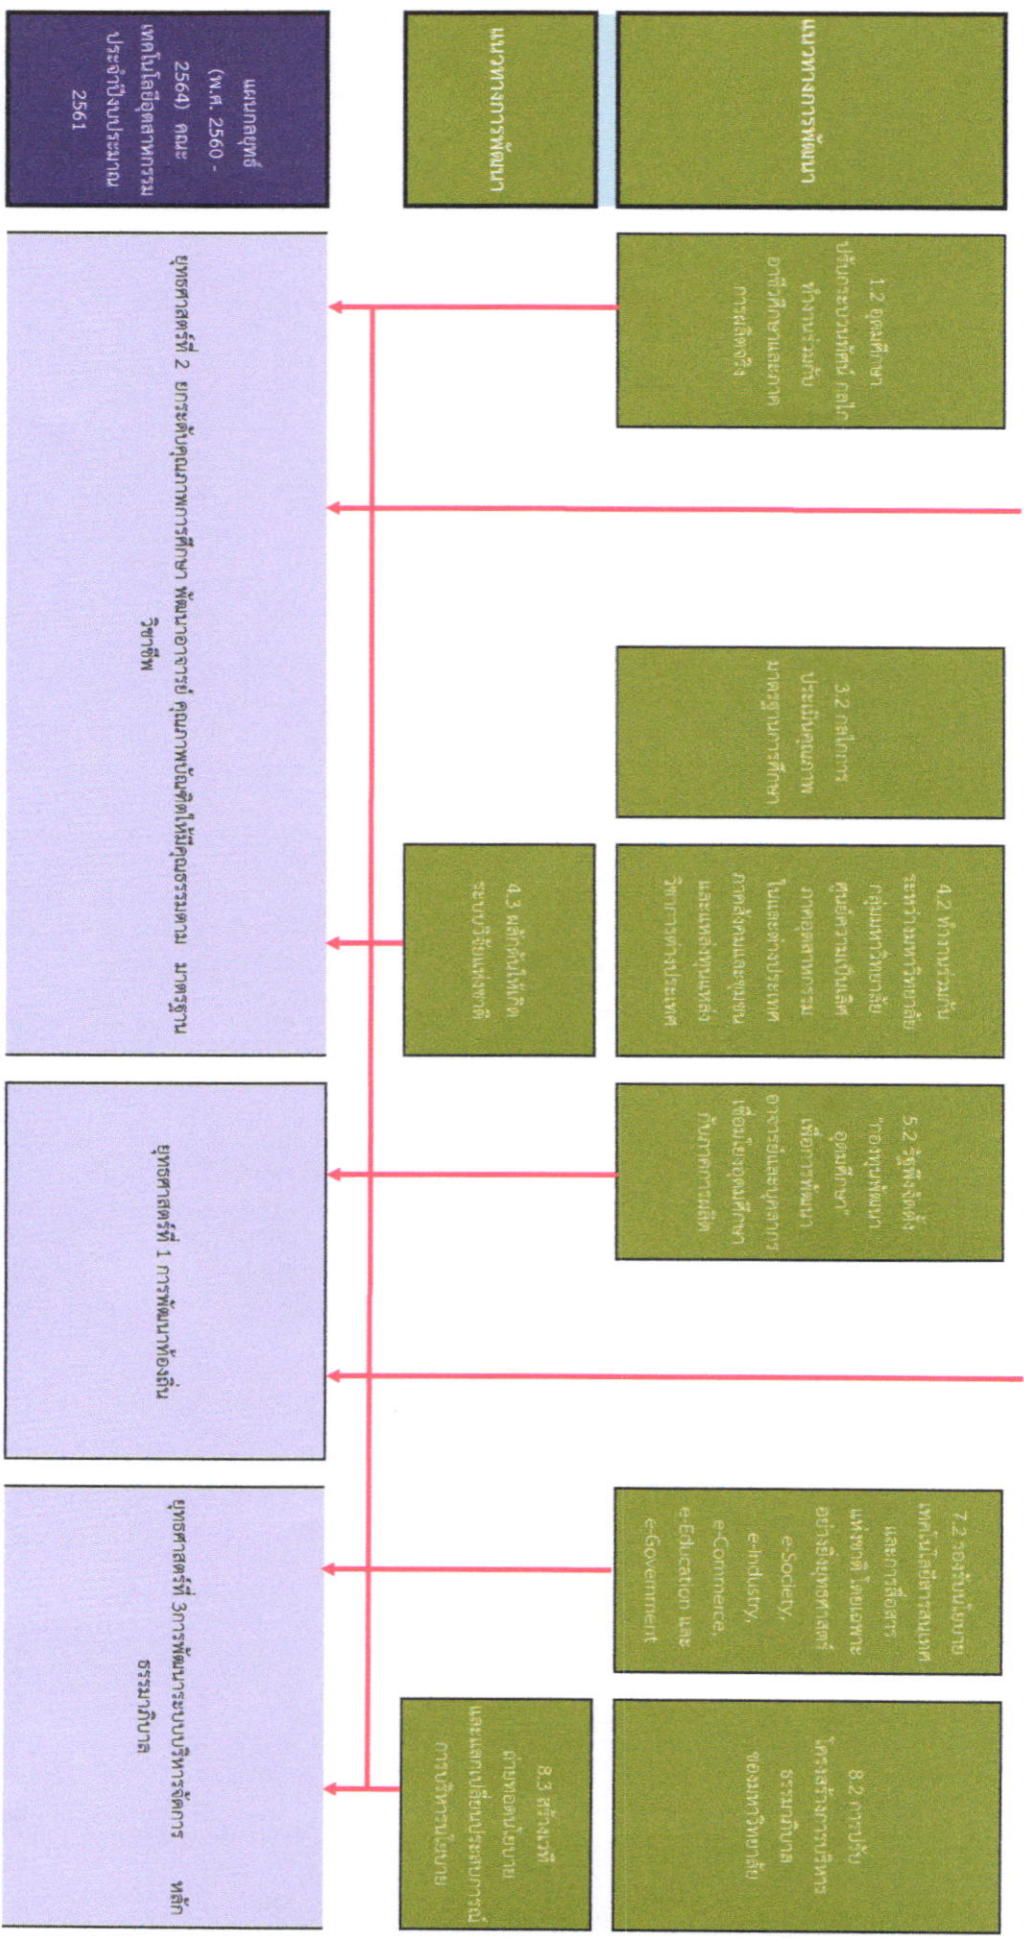 แนวทางการพัฒนา
1.2 อุดมศึกษา
ปรับกระบวนทัศน์ กลไก
ทำงานร่วมกับ
อาชีวศึกษาและภาค
การผลิตจริง
3.2 กลไกการ
ประเมินคุณภาพ
มาตรฐานการศึกษา
4.2 ทำงานร่วมกับ
ระหว่างมหาวิทยาลัย
กลุ่มมหาวิทยาลัย
ศูนย์ความเป็นเลิศ
ภาคอุตสาหกรรม
ในและต่างประเทศ
ภาคสังคมและชุมชน
และแหล่งทุนแหล่ง
วิชาการต่างประเทศ
5.2 รัฐพึงจัดตั้ง
"กองทุนพัฒนา
อุดมศึกษา"
เพื่อการพัฒนา
อาจารย์และบุคลากร
เชื่อมโยงอุดมศึกษา
กับภาคการผลิต
7.2 รองรับนโยบาย
เทคโนโลยีสารสนเทศ
และการสื่อสาร
แห่งชาติ โดยเฉพาะ
อย่างยิ่งยุทธศาสตร์
e-Society,
e-Industry,
e-Commerce,
e-Education และ
e-Government
8.2 การปรับ
โครงสร้างการบริหาร
ธรรมาภิบาล
ของมหาวิทยาลัย
แนวทางการพัฒนา
4.3 ผลักดันให้เกิด
ระบบวิจัยแห่งชาติ
8.3 สร้างเวที
ถ่ายทอดนโยบาย
และแลกเปลี่ยนประสบการณ์
การบริหารนโยบาย
แผนกลยุทธ์
(พ.ศ. 2560 -
2564) คณะ
เทคโนโลยีอุตสาหกรรม
ประจำปีงบประมาณ
2561
ยุทธศาสตร์ที่ 2 ยกระดับคุณภาพการศึกษา พัฒนาอาจารย์ คุณภาพบัณฑิตให้มีคุณธรรมตาม มาตรฐาน
วิชาชีพ
ยุทธศาสตร์ที่ 1 การพัฒนาท้องถิ่น
ยุทธศาสตร์ที่ 3การพัฒนาระบบบริหารจัดการ หลัก
ธรรมาภิบาล